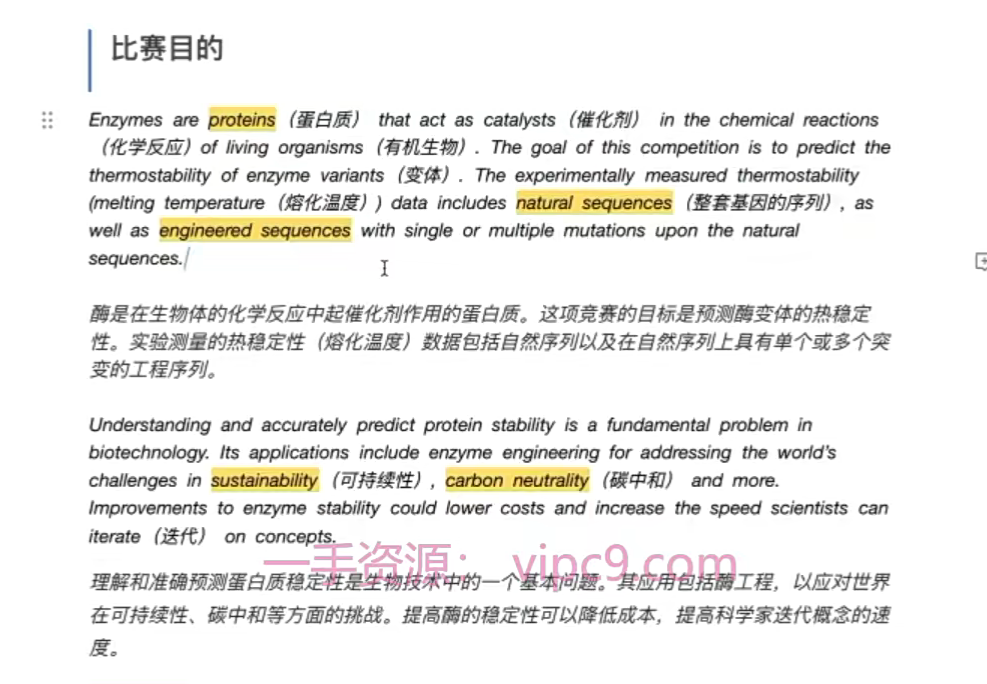 比赛目的
Enzymes are proteins（蛋白质） that act as catalysts（催化剂） in the chemical reactions
（化学反应）of living organisms（有机生物）. The goal of this competition is to predict the
thermostability of enzyme variants（变体）. The experimentally measured thermostability
(melting temperature（熔化温度）) data includes natural sequences（整套基因的序列）, as
well as engineered sequences with single or multiple mutations upon the natural
sequences.
酶是在生物体的化学反应中起催化剂作用的蛋白质。这项竞赛的目标是预测酶变体的热稳定
性。实验测量的热稳定性（熔化温度）数据包括自然序列以及在自然序列上具有单个或多个突
变的工程序列。
Understanding and accurately predict protein stability is a fundamental problem in
biotechnology. Its applications include enzyme engineering for addressing the world's
challenges in sustainability（可持续性）, carbon neutrality（碳中和） and more.
Improvements to enzyme stability could lower costs and increase the speed scientists can
iterate（迭代） on concepts.
一手资源： vipc9.com
理解和准确预测蛋白质稳定性是生物技术中的一个基本问题。其应用包括酶工程，以应对世界
在可持续性、碳中和等方面的挑战。提高酶的稳定性可以降低成本，提高科学家迭代概念的速
度。